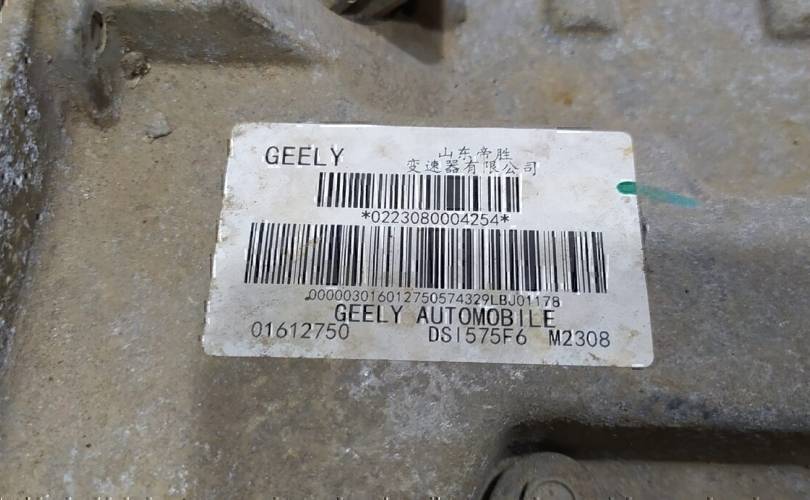 GEELY
山东帝胜
变速器有限公司
*0223080004254*
000003016012750574329LBJ01178
GEELY AUTOMOBILE
01612750 DSI575F6 M2308